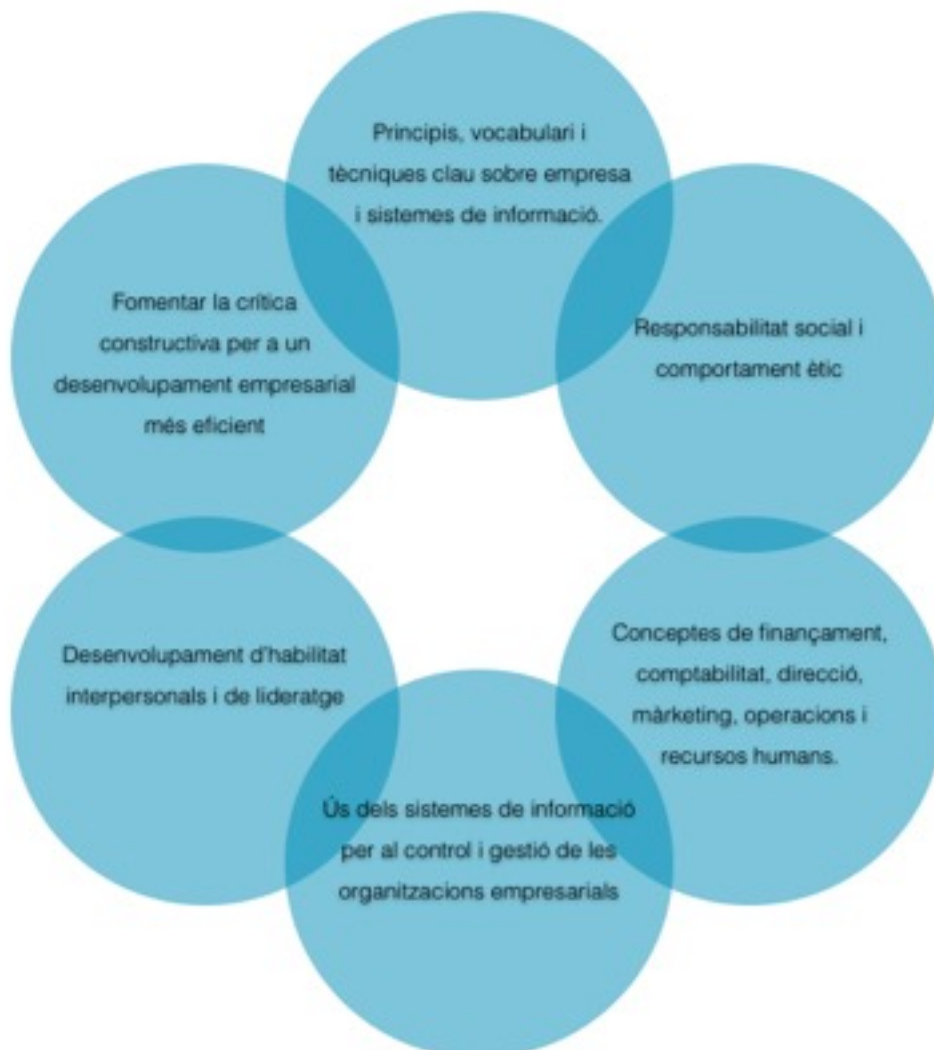 Principis, vocabulari i
tècniques clau sobre empresa
i sistemes de informació.
Responsabilitat social i
comportament ètic
Conceptes de finançament,
comptabilitat, direcció,
màrketing, operacions i
recursos humans.
Ús dels sistemes de informació
per al control i gestió de les
organitzacions empresarials
Desenvolupament d'habilitat
interpersonals i de lideratge
Fomentar la crítica
constructiva per a un
desenvolupament empresarial
més eficient